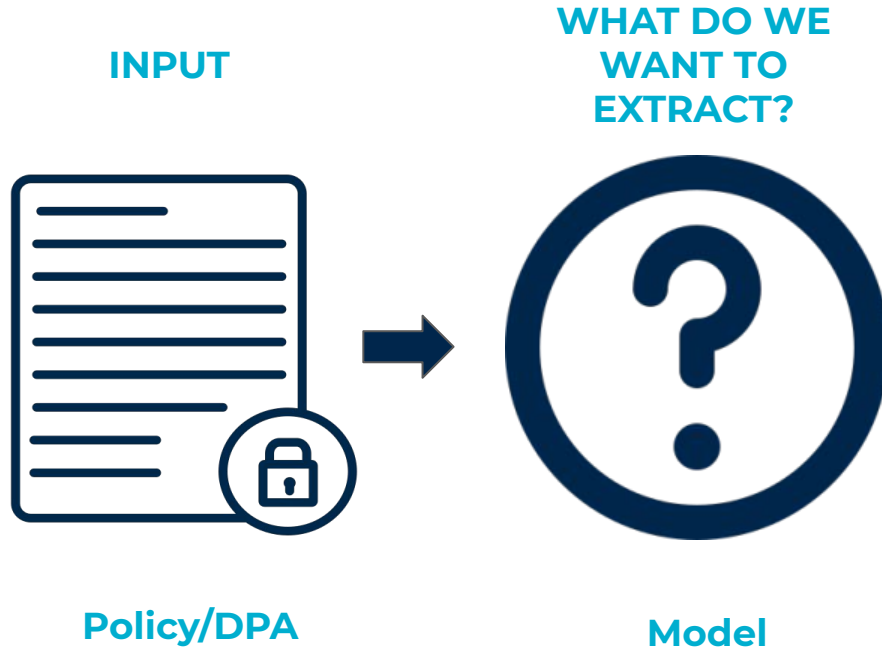 INPUT
WHAT DO WE
WANT TO
EXTRACT?
Policy/DPA
Model